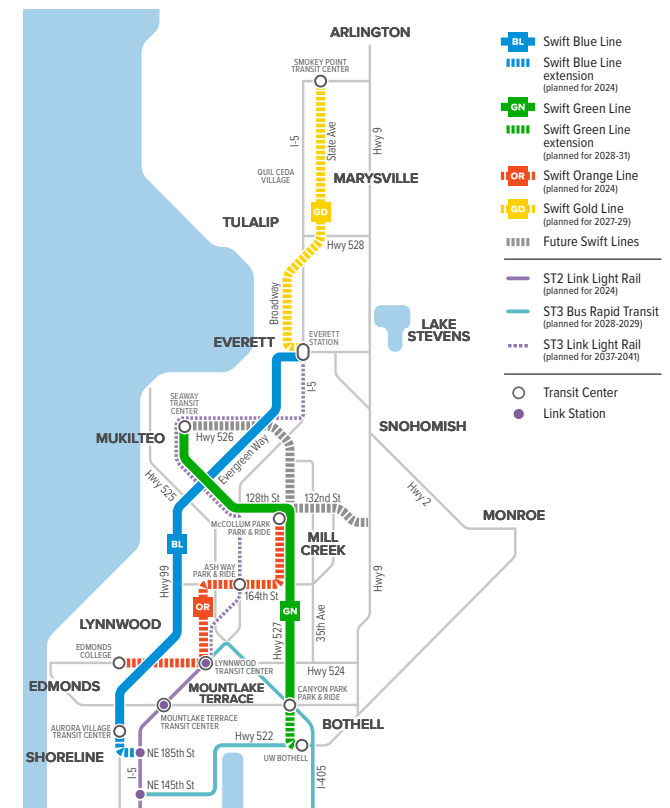 ARLINGTON
SMOKEY POINT
TRANSIT CENTER
I-5
State Ave
Hwy 9
QUIL CEDA
VILLAGE
MARYSVILLE
GD
TULALIP
Hwy 528
Broadway
EVERETT
EVERETT
STATION
LAKE
STEVENS
I-5
SEAWAY
TRANSIT
CENTER
MUKILTEO
Hwy 526
Evergreen Way
SNOHOMISH
Hwy 525
128th St
132nd St
Hwy 2
McCOLLUM PARK
PARK & RIDE
MILL
CREEK
MONROE
BL
Hwy 99
ASH WAY
PARK & RIDE
164th St
Hwy 9
OR
GN
LYNNWOOD
Hwy 527
35th Ave
EDMONDS
COLLEGE
LYNNWOOD
TRANSIT CENTER
Hwy 524
EDMONDS
MOUNTLAKE
TERRACE
CANYON PARK
PARK & RIDE
MOUNTLAKE TERRACE
TRANSIT CENTER
BOTHELL
AURORA VILLAGE
TRANSIT CENTER
Hwy 522
SHORELINE
NE 185th St
UW BOTHELL
I-5
NE 145th St
I-405
BL
Swift Blue Line
Swift Blue Line
extension
(planned for 2024)
GN
Swift Green Line
Swift Green Line
extension
(planned for 2028-31)
OR
Swift Orange Line
(planned for 2024)
GD
Swift Gold Line
(planned for 2027-29)
Future Swift Lines
ST2 Link Light Rail
(planned for 2024)
ST3 Bus Rapid Transit
(planned for 2028-2029)
ST3 Link Light Rail
(planned for 2037-2041)
Transit Center
Link Station